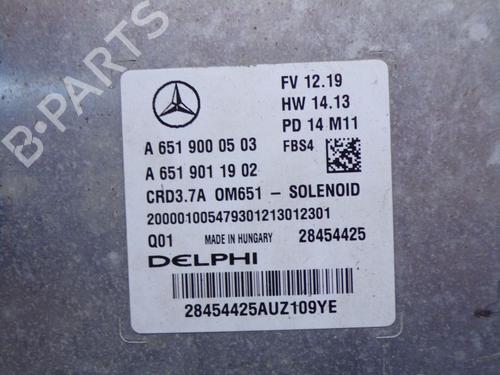 FV 12.19
HW 14.13
PD 14 M11
A 651 900 05 03
FBS4
A 651 901 19 02
CRD3.7A OM651 - SOLENOID
200001005479301213012301
Q01 MADE IN HUNGARY 28454425
DELPHI
28454425AUZ109YE
B-PARTS